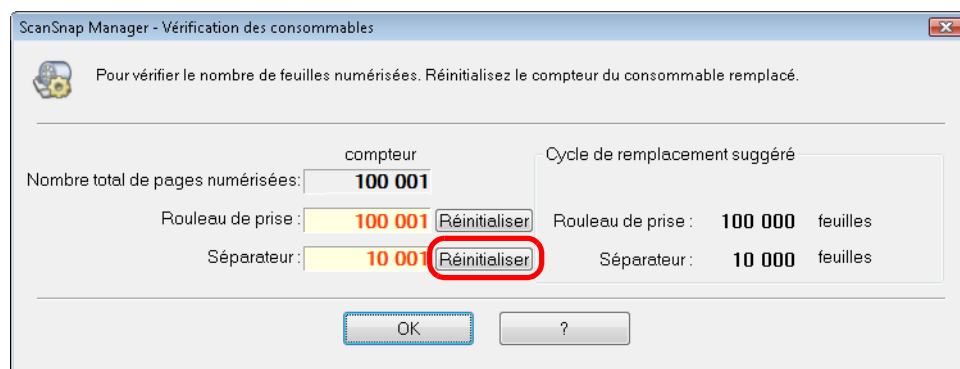 ScanSnap Manager - Vérification des consommables
Pour vérifier le nombre de feuilles numérisées. Réinitialisez le compteur du consommable remplacé.
compteur
Cycle de remplacement suggéré
Nombre total de pages numérisées: 100 001
Rouleau de prise : 100 001 Réinitialiser Rouleau de prise : 100 000 feuilles
Séparateur : 10 001 Réinitialiser Séparateur : 10 000 feuilles
OK ?